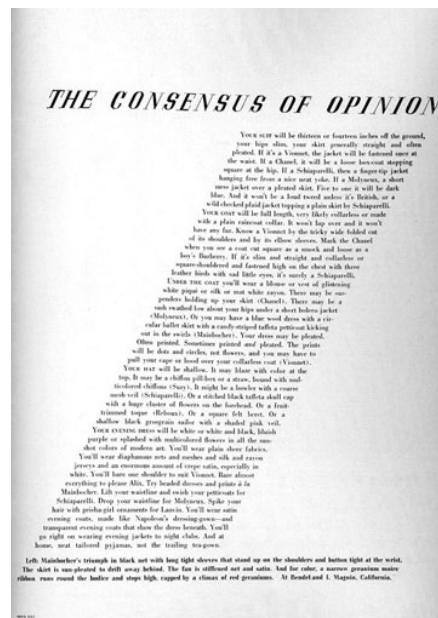 THE CONSENSUS OF OPINION
YOUR SUIT will be thirteen or fourteen inches off the ground,
your hips slim, your skirt generally straight and often
pleated. If it's a Vionnet, the jacket will be fastened once at
the waist. If a Chanel, it will be a loose box-coat stopping
square at the hip. If a Schiaparelli, then a finger-tip jacket
hanging free from a nice neat yoke. If a Molyneux, a short
mess jacket over a pleated skirt. Five to one it will be dark
blue. And it won't be a loud tweed unless it's British, or a
wild checked plaid jacket topping a plain skirt by Schiaparelli.
YOUR COAT will be full length, very likely collarless or made
with a plain raincoat collar. It won't lap over and it won't
have any fur. Know a Vionnet by the tricky wide folded cut
of its shoulders and by its elbow sleeves. Mark the Chanel
when you see a coat cut square as a smock and loose as a
boy's Burberry. If it's slim and straight and collarless or
square-shouldered and fastened high on the chest with three
leather birds with sad little eyes, it's surely a Schiaparelli.
UNDER THE COAT you'll wear a blouse or vest of glistening
white piqué or silk or mat white rayon. There may be sus-
penders holding up your skirt (Chanel). There may be a
sash swathed low about your hips under a short bolero jacket
(Molyneux). Or you may have a blue wool dress with a cir-
cular ballet skirt with a candy-striped taffeta petticoat kicking
out in the swirls (Mainbocher). Your dress may be pleated.
Often printed. Sometimes printed and pleated. The prints
will be dots and circles, not flowers, and you may have to
pull your cape or hood over your collarless coat (Vionnet).
YOUR HAT will be shallow. It may blaze with color at the
top. It may be a chiffon pill-box or a straw, bound with mul-
ticolored chiffons (Suzy). It might be a bowler with a coarse
mesh veil (Schiaparelli). Or a stitched black taffeta skull cap
with a huge cluster of flowers on the forehead. Or a fruit-
trimmed toque (Reboux). Or a square felt beret. Or a
shallow black grosgrain sailor with a shaded pink veil.
YOUR EVENING DRESS will be white or white and black, bluish
purple or splashed with multicolored flowers in all the sun-
shot colors of modern art. You'll wear plain sheer fabrics.
You'll wear diaphanous nets and meshes and silk and rayon
jerseys and an enormous amount of crepe satin, especially in
white. You'll bare one shoulder to suit Vionnet. Bare almost
everything to please Alix. Try beaded dresses and prints à la
Mainbocher. Lift your waistline and swish your petticoats for
Schiaparelli. Drop your waistline for Molyneux. Spike your
hair with geisha-girl ornaments for Lanvin. You'll wear satin
evening coats, made like Napoleon's dressing-gown—and
transparent evening coats that show the dress beneath. You'll
go right on wearing evening jackets to night clubs. And at
home, neat tailored pyjamas, not the trailing tea-gown.
Left: Mainbocher's triumph in black net with long tight sleeves that stand up on the shoulders and button tight at the wrist.
The skirt is sun-pleated to drift away behind. The fan is stiffened net and satin. And for color, a narrow geranium moire
ribbon runs round the bodice and stops high, capped by a climax of red geraniums. At Bendel and I. Magnin, California.